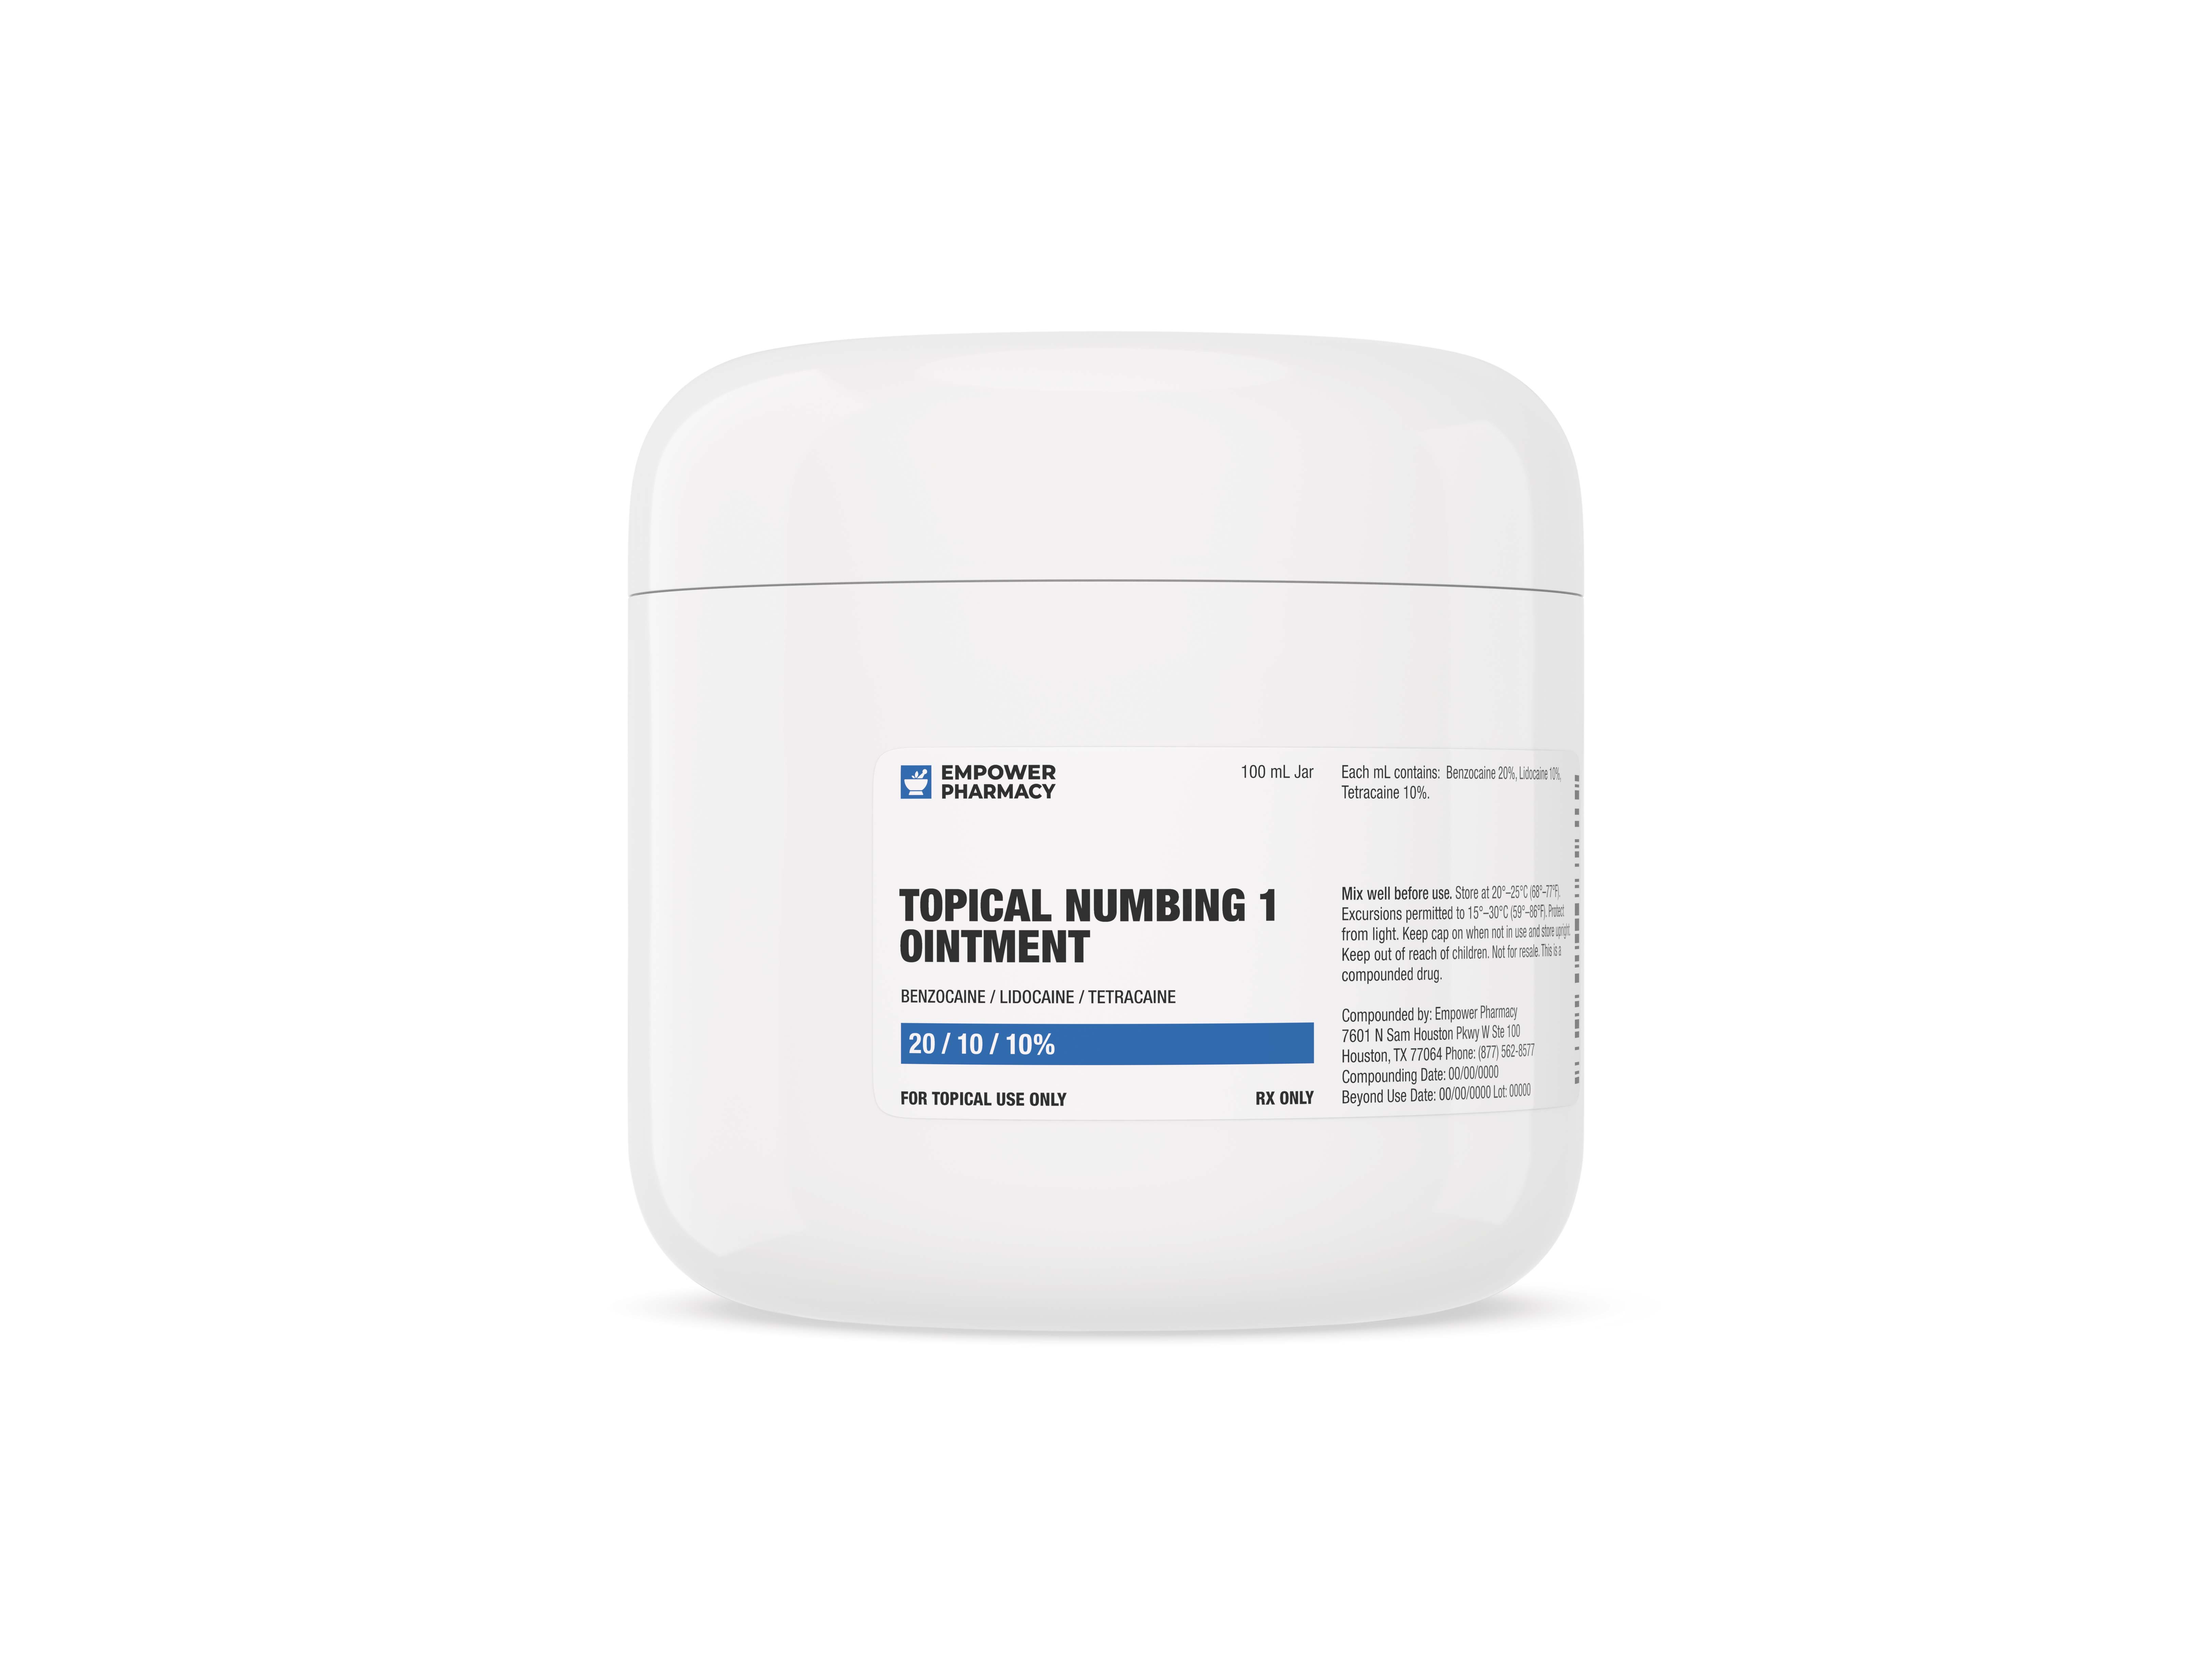 EMPOWER
PHARMACY
100 mL Jar
TOPICAL NUMBING 1
OINTMENT
BENZOCAINE / LIDOCAINE / TETRACAINE
20 / 10 / 10%
FOR TOPICAL USE ONLY
RX ONLY
Each mL contains: Benzocaine 20%, Lidocaine 10%,
Tetracaine 10%.
Mix well before use. Store at 20°–25°C (68°–77°F).
Excursions permitted to 15°–30°C (59°–86°F). Protect
from light. Keep cap on when not in use and store upright.
Keep out of reach of children. Not for resale. This is a
compounded drug.
Compounded by: Empower Pharmacy
7601 N Sam Houston Pkwy W Ste 100
Houston, TX 77064 Phone: (877) 562-8577
Compounding Date: 00/00/0000
Beyond Use Date: 00/00/0000 Lot: 00000